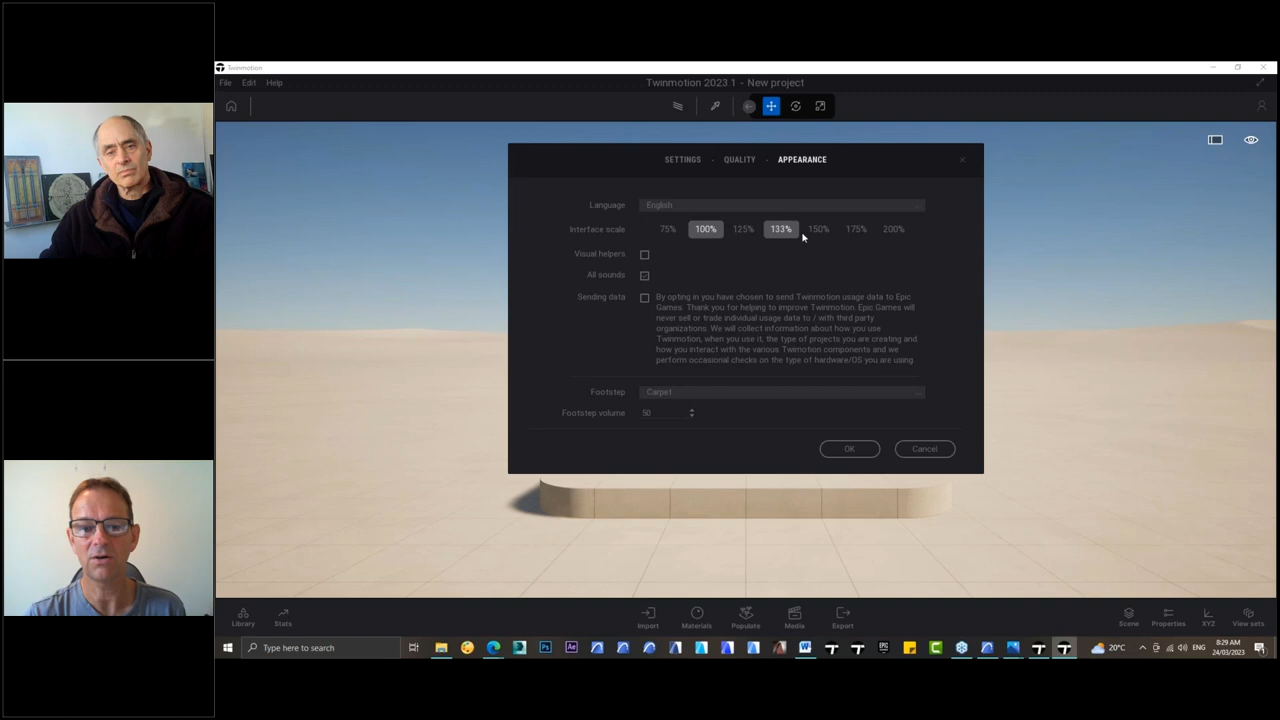 Twinmotion
File Edit Help
Twinmotion 2023.1 - New project
SETTINGS · QUALITY · APPEARANCE
Language English ...
Interface scale 75% 100% 125% 133% 150% 175% 200%
Visual helpers
All sounds
Sending data
By opting in you have chosen to send Twinmotion usage data to Epic
Games. Thank you for helping to improve Twinmotion. Epic Games will
never sell or trade individual usage data to / with third party
organizations. We will collect information about how you use
Twinmotion, when you use it, the type of projects you are creating and
how you interact with the various Twimotion components and we
perform occasional checks on the type of hardware/OS you are using.
Footstep Carpet ...
Footstep volume 50
OK Cancel
Library Stats Import Materials Populate Media Export Scene Properties XYZ View sets
Type here to search
20°C ENG
8:29 AM
24/03/2023